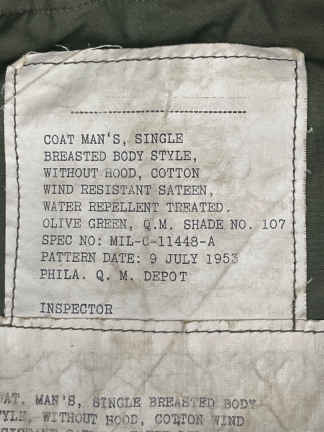 COAT MAN'S, SINGLE
BREASTED BODY STYLE,
WITHOUT HOOD, COTTON
WIND RESISTANT SATEEN,
WATER REPELLENT TREATED.
OLIVE GREEN, Q.M. SHADE NO. 107
SPEC NO: MIL-C-11448-A
PATTERN DATE: 9 JULY 1953
PHILA. Q. M. DEPOT
INSPECTOR
MAN'S, SINGLE BREASTED BODY
WITHOUT HOOD, COTTON WIND